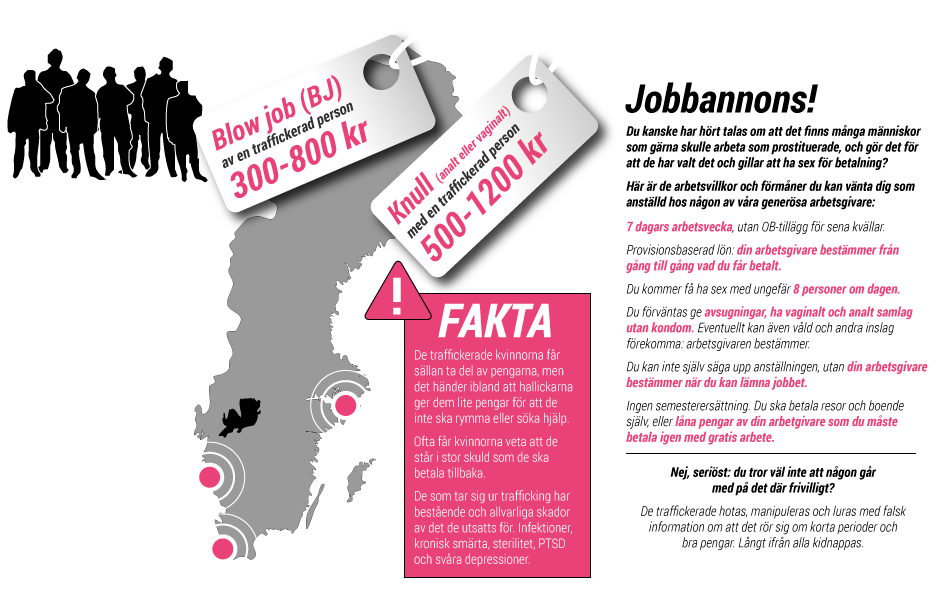 Blow job (BJ)
av en traffickerad person
300-800 kr
Knull (analt eller vaginalt)
med en traffickerad person
500-1200 kr
!
FAKTA
De traffickerade kvinnorna får
sällan ta del av pengarna, men
det händer ibland att hallickarna
ger dem lite pengar för att de
inte ska rymma eller söka hjälp.
Ofta får kvinnorna veta att de
står i stor skuld som de ska
betala tillbaka.
De som tar sig ur trafficking har
bestående och allvarliga skador
av det de utsatts för. Infektioner,
kronisk smärta, sterilitet, PTSD
och svåra depressioner.
Jobbannons!
Du kanske har hört talas om att det finns många människor
som gärna skulle arbeta som prostituerade, och gör det för
att de har valt det och gillar att ha sex för betalning?
Här är de arbetsvillkor och förmåner du kan vänta dig som
anställd hos någon av våra generösa arbetsgivare:
7 dagars arbetsvecka, utan OB-tillägg för sena kvällar.
Provisionsbaserad lön: din arbetsgivare bestämmer från
gång till gång vad du får betalt.
Du kommer få ha sex med ungefär 8 personer om dagen.
Du förväntas ge avsugningar, ha vaginalt och analt samlag
utan kondom. Eventuellt kan även våld och andra inslag
förekomma: arbetsgivaren bestämmer.
Du kan inte själv säga upp anställningen, utan din arbetsgivare
bestämmer när du kan lämna jobbet.
Ingen semesterersättning. Du ska betala resor och boende
själv, eller låna pengar av din arbetgivare som du måste
betala igen med gratis arbete.
Nej, seriöst: du tror väl inte att någon går
med på det där frivilligt?
De traffickerade hotas, manipuleras och luras med falsk
information om att det rör sig om korta perioder och
bra pengar. Långt ifrån alla kidnappas.